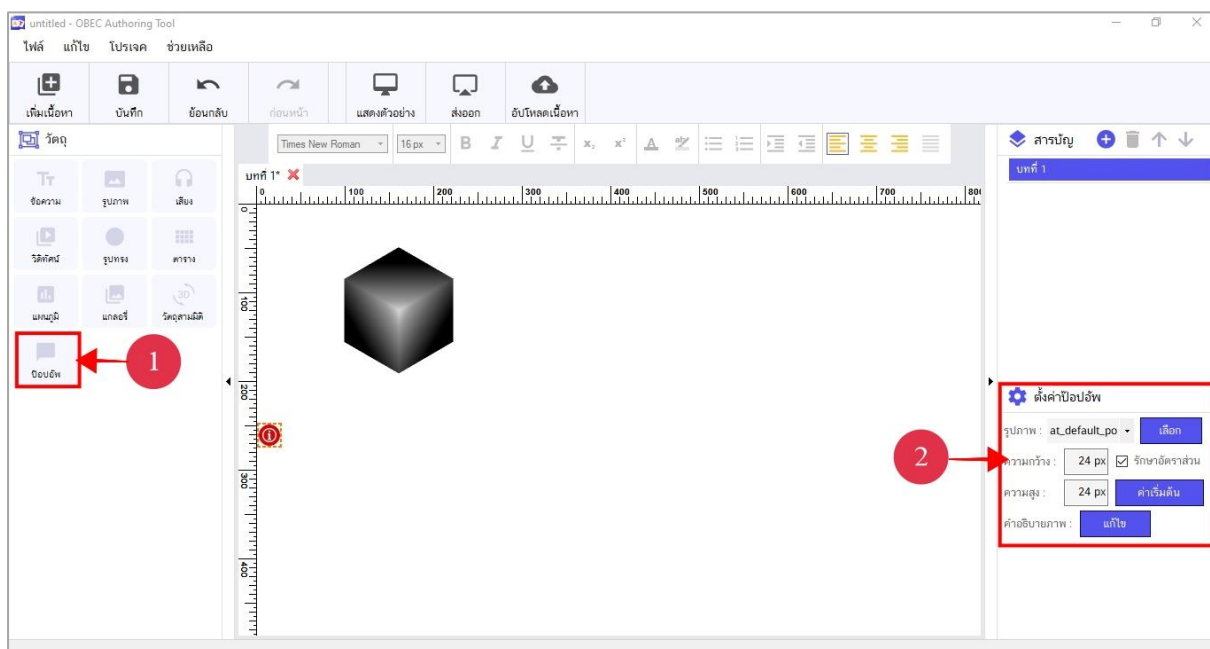 untitled - OBEC Authoring Tool
ไฟล์ แก้ไข โปรเจค ช่วยเหลือ
เพิ่มเนื้อหา บันทึก ย้อนกลับ ก่อนหน้า แสดงตัวอย่าง ส่งออก อัปโหลดเนื้อหา
วัตถุ
Times New Roman 16 px B I U T x₂ x² A aby
สารบัญ
บทที่ 1*
บทที่ 1
0 100 200 300 400 500 600 700 800
Tт
ข้อความ รูปภาพ เสียง
วิดิทัศน์ รูปทรง ตาราง
3D
แผนภูมิ แกลอรี่ วัตถุสามมิติ
ป๊อปอัพ
1
0
100
200
300
400
ตั้งค่าป๊อปอัพ
รูปภาพ : at_default_po เลือก
2
ความกว้าง : 24 px รักษาอัตราส่วน
ความสูง : 24 px ค่าเริ่มต้น
คำอธิบายภาพ : แก้ไข